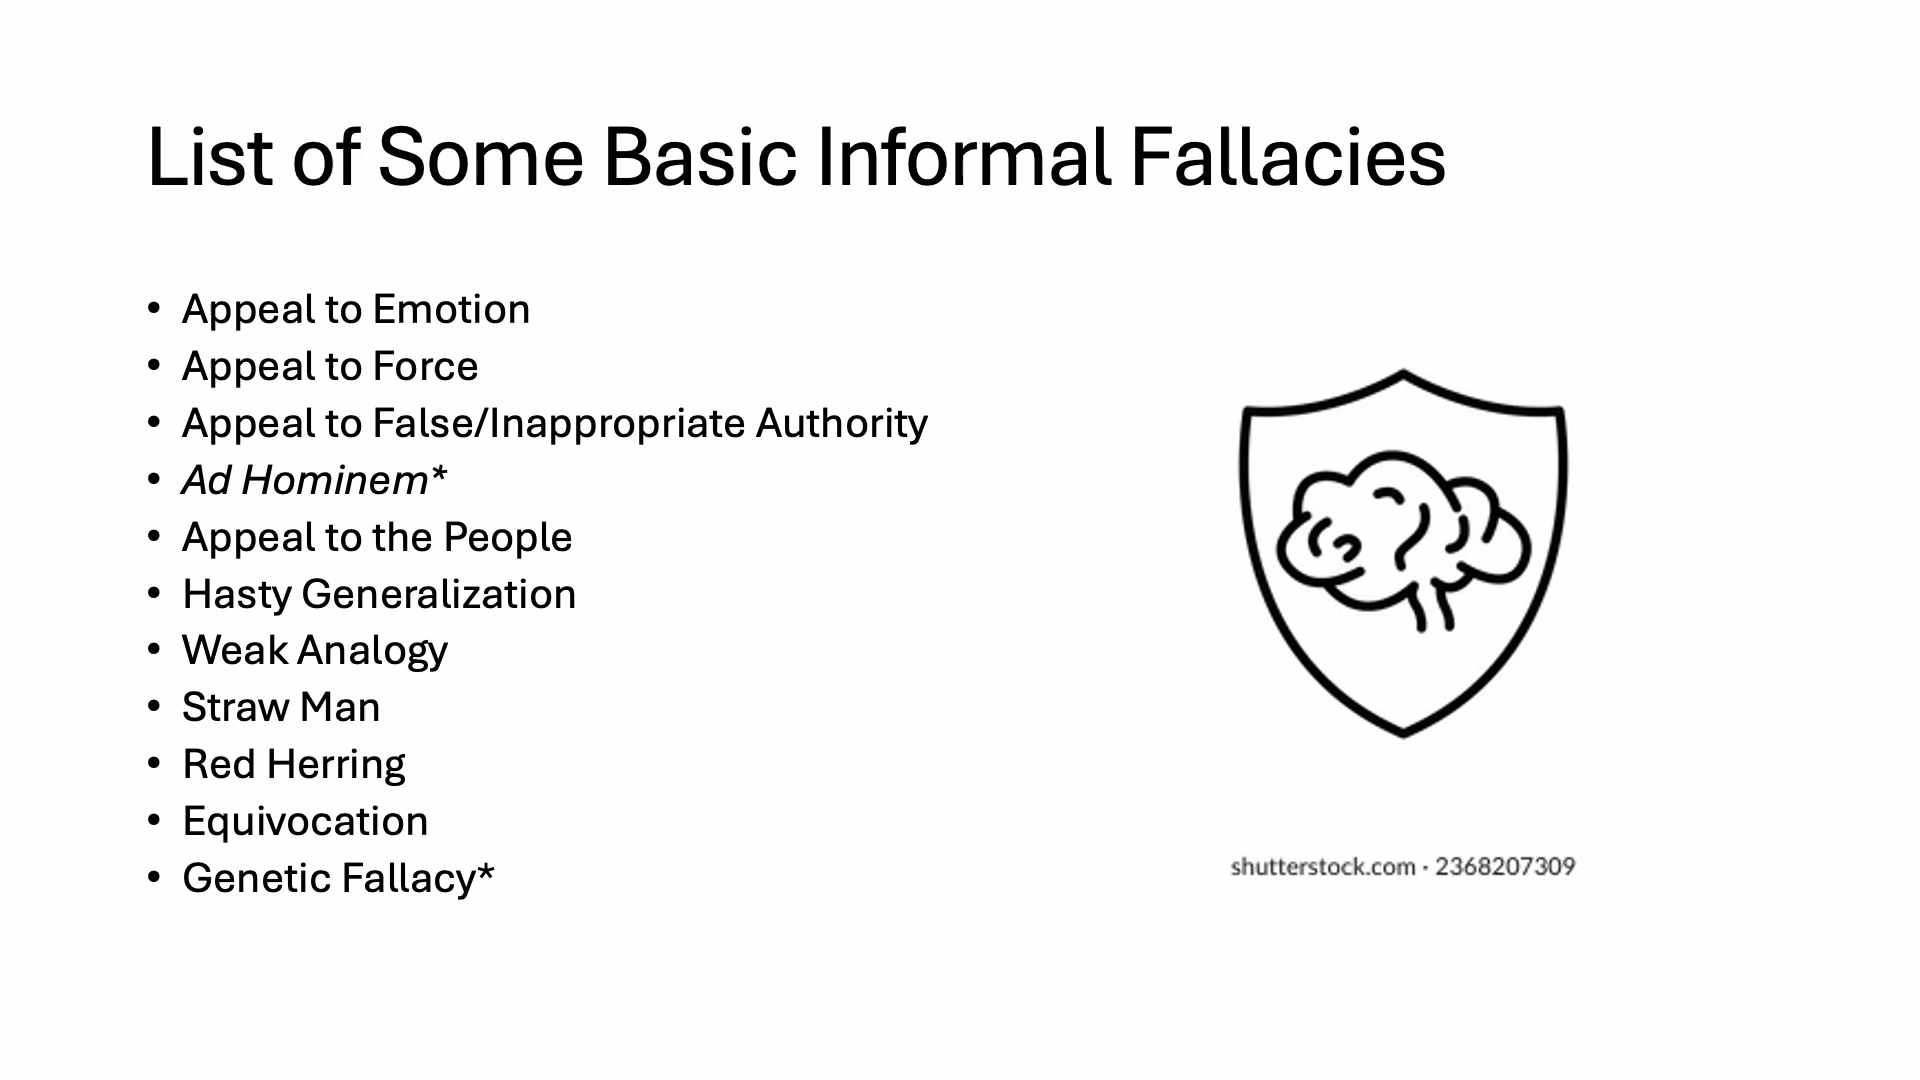 List of Some Basic Informal Fallacies
• Appeal to Emotion
• Appeal to Force
• Appeal to False/Inappropriate Authority
• Ad Hominem*
• Appeal to the People
• Hasty Generalization
• Weak Analogy
• Straw Man
• Red Herring
• Equivocation
• Genetic Fallacy*
shutterstock.com · 2368207309